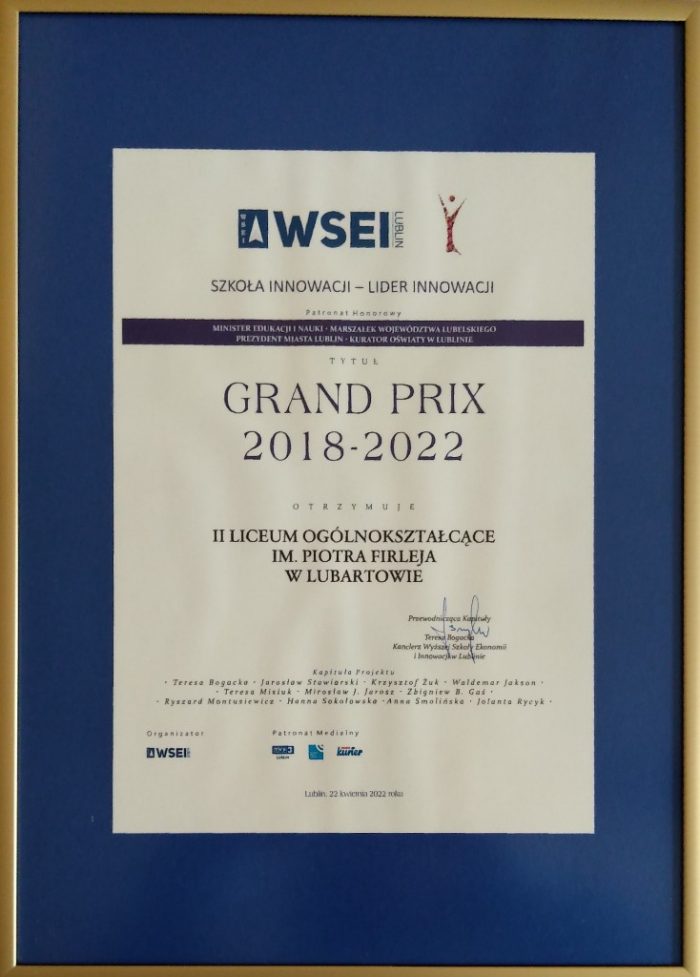 WSEI
WSEI
LUBLIN
SZKOŁA INNOWACJI – LIDER INNOWACJI
Patronat Honorowy
MINISTER EDUKACJI I NAUKI · MARSZAŁEK WOJEWÓDZTWA LUBELSKIEGO
PREZYDENT MIASTA LUBLIN · KURATOR OŚWIATY W LUBLINIE
TYTUŁ
GRAND PRIX
2018-2022
OTRZYMUJE
II LICEUM OGÓLNOKSZTAŁCĄCE
IM. PIOTRA FIRLEJA
W LUBARTOWIE
Przewodnicząca Kapituły
Teresa Bogacka
Kanclerz Wyższej Szkoły Ekonomii
i Innowacji w Lublinie
Kapituła Projektu
· Teresa Bogacka · Jarosław Stawiarski · Krzysztof Żuk · Waldemar Jakson ·
· Teresa Misiuk · Mirosław J. Jarosz · Zbigniew B. Gaś ·
· Ryszard Montusiewicz · Hanna Sokołowska · Anna Smolińska · Jolanta Rycyk ·
Organizator
WSEI
Patronat Medialny
TVP3
LUBLIN
kurier
Lublin, 22 kwietnia 2022 roku